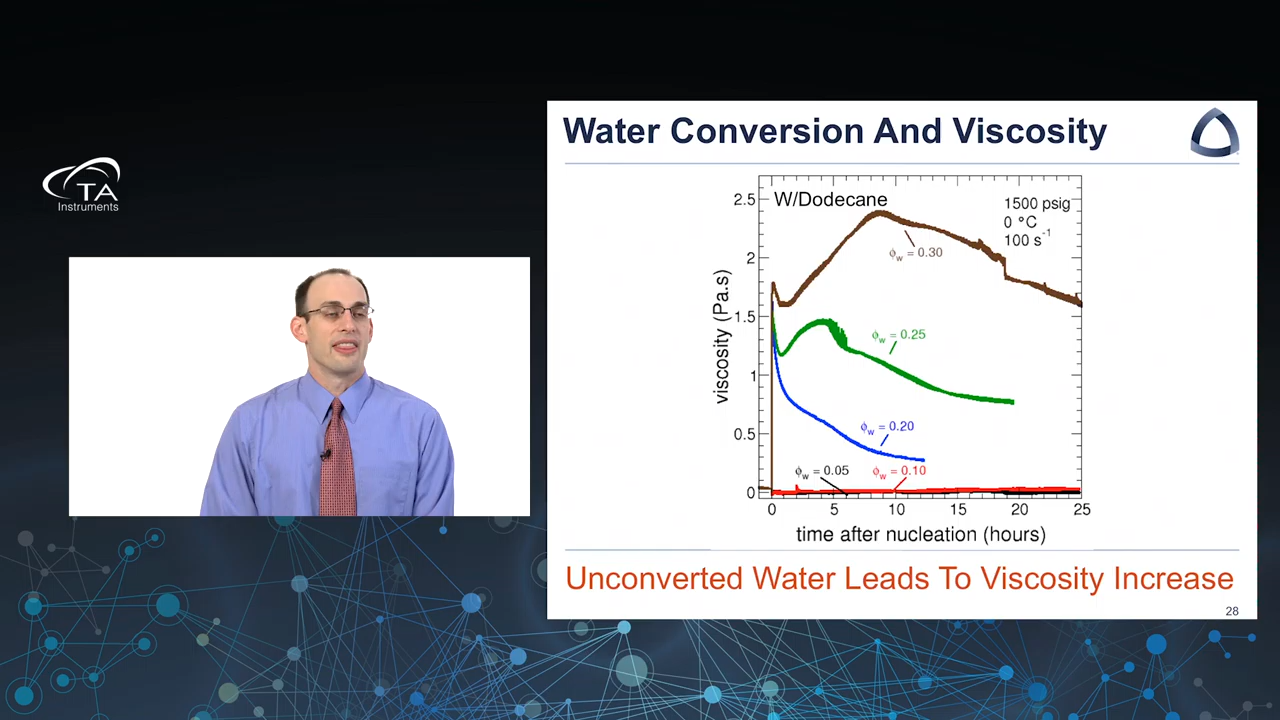 TA
Instruments
Water Conversion And Viscosity
W/Dodecane
1500 psig
0 °C
100 s⁻¹
ϕw = 0.30
ϕw = 0.25
ϕw = 0.20
ϕw = 0.05
ϕw = 0.10
viscosity (Pa.s)
2.5
2
1.5
1
0.5
0
0 5 10 15 20 25
time after nucleation (hours)
Unconverted Water Leads To Viscosity Increase
28